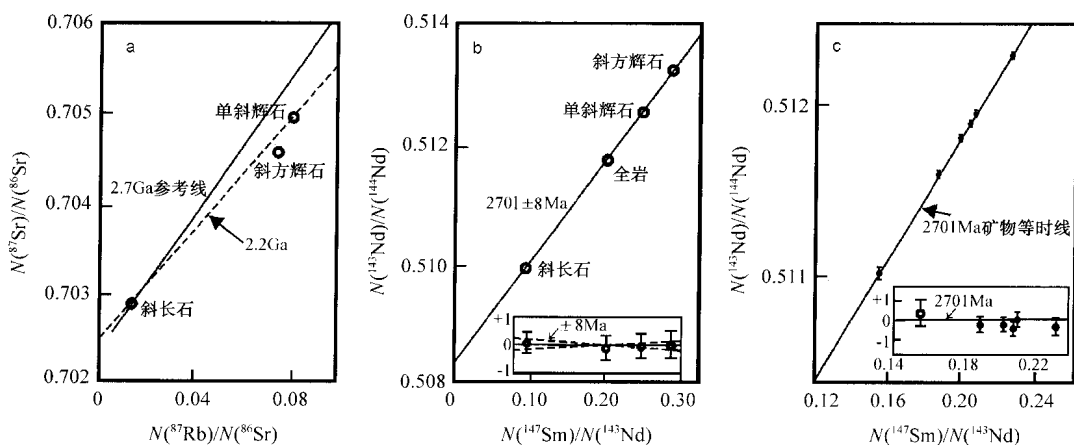 a
0.706
0.705
0.704
0.703
0.702
N(⁸⁷Sr)/N(⁸⁶Sr)
单斜辉石
斜方辉石
2.7Ga参考线
2.2Ga
斜长石
0
0.04
0.08
N(⁸⁷Rb)/N(⁸⁶Sr)
b
0.514
0.512
0.510
0.508
N(¹⁴³Nd)/N(¹⁴⁴Nd)
斜方辉石
单斜辉石
全岩
2701±8Ma
斜长石
±8Ma
+1
0
-1
0
0.10
0.20
0.30
N(¹⁴⁷Sm)/N(¹⁴³Nd)
c
0.512
0.511
N(¹⁴³Nd)/N(¹⁴⁴Nd)
2701Ma矿物等时线
2701Ma
+1
0
-1
0.14
0.18
0.22
0.12
0.16
0.20
0.24
N(¹⁴⁷Sm)/N(¹⁴³Nd)